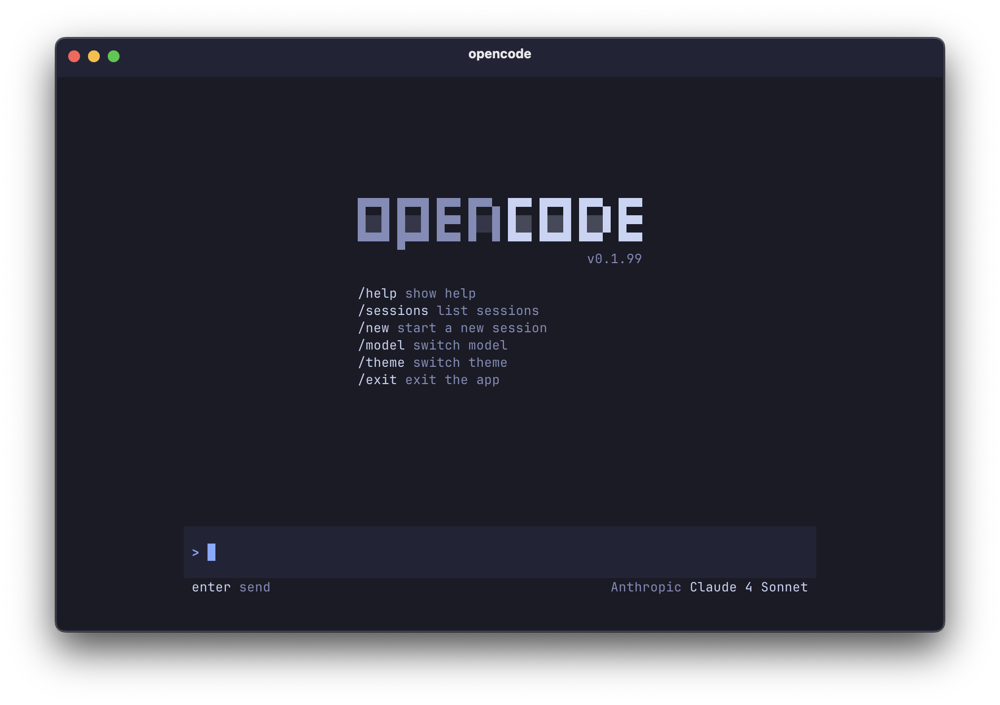 opencode
opencode
v0.1.99
/help show help
/sessions list sessions
/new start a new session
/model switch model
/theme switch theme
/exit exit the app
>
enter send
Anthropic Claude 4 Sonnet